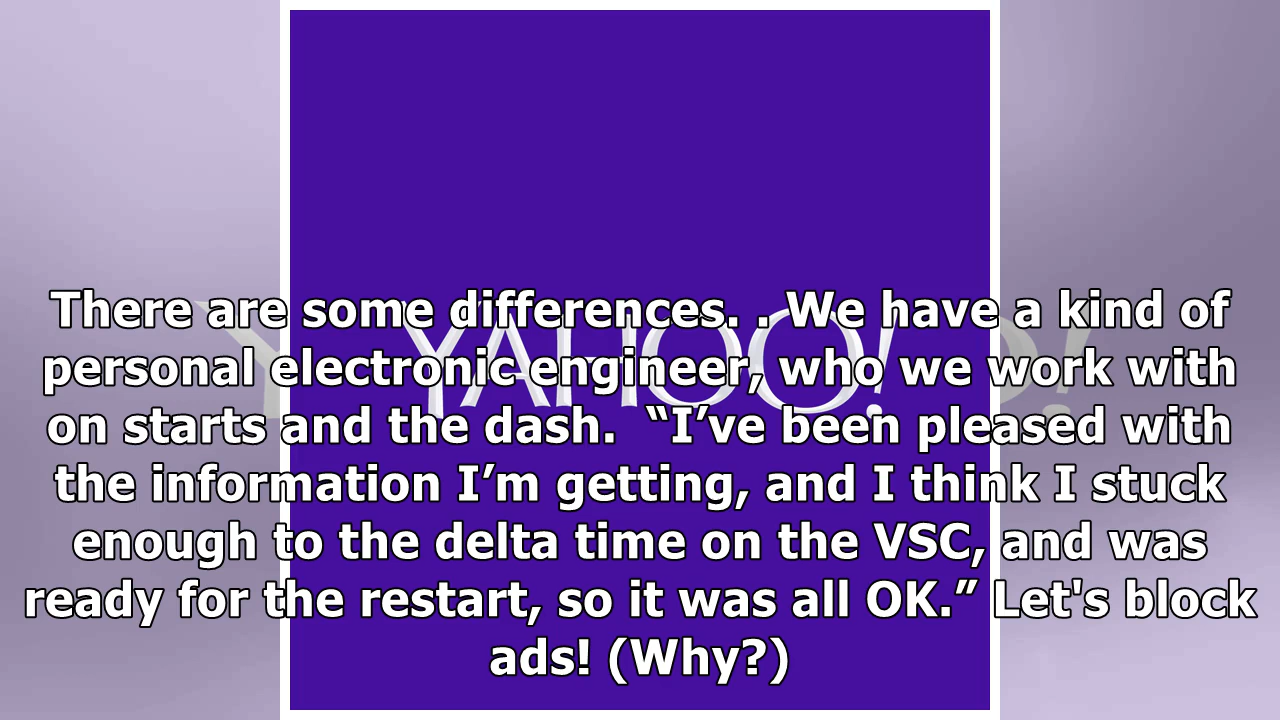 There are some differences. . We have a kind of
personal electronic engineer, who we work with
on starts and the dash.  “I’ve been pleased with
the information I’m getting, and I think I stuck
enough to the delta time on the VSC, and was
ready for the restart, so it was all OK.” Let's block
ads! (Why?)
YAHOO!